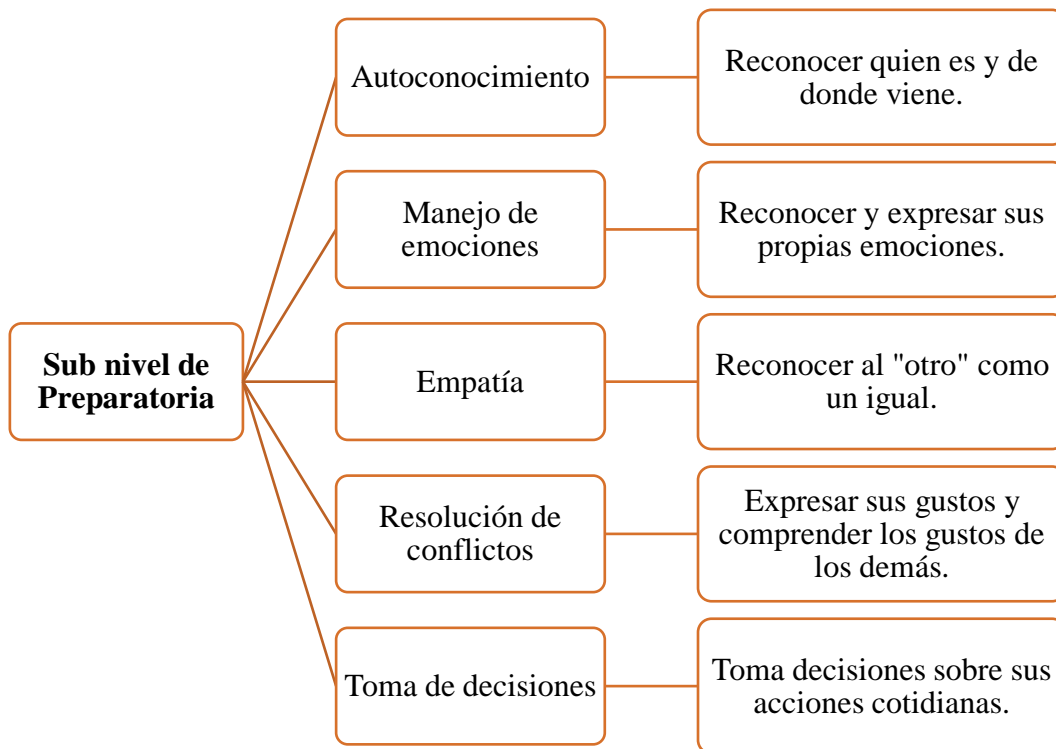 Sub nivel de
Preparatoria
Autoconocimiento
Reconocer quien es y de
donde viene.
Manejo de
emociones
Reconocer y expresar sus
propias emociones.
Empatía
Reconocer al "otro" como
un igual.
Resolución de
conflictos
Expresar sus gustos y
comprender los gustos de
los demás.
Toma de decisiones
Toma decisiones sobre sus
acciones cotidianas.